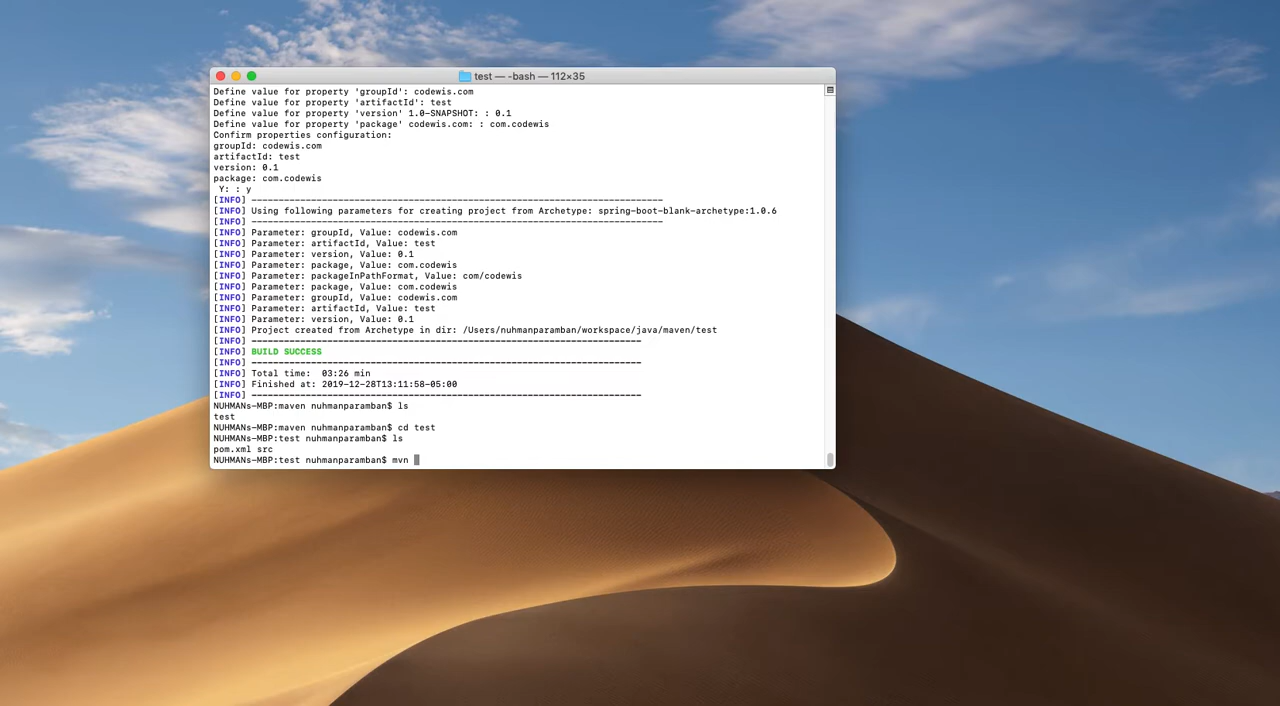 test — -bash — 112×35
Define value for property 'groupId': codewis.com
Define value for property 'artifactId': test
Define value for property 'version' 1.0-SNAPSHOT: : 0.1
Define value for property 'package' codewis.com: : com.codewis
Confirm properties configuration:
groupId: codewis.com
artifactId: test
version: 0.1
package: com.codewis
 Y: : y
[INFO] ----------------------------------------------------------------------------
[INFO] Using following parameters for creating project from Archetype: spring-boot-blank-archetype:1.0.6
[INFO] ----------------------------------------------------------------------------
[INFO] Parameter: groupId, Value: codewis.com
[INFO] Parameter: artifactId, Value: test
[INFO] Parameter: version, Value: 0.1
[INFO] Parameter: package, Value: com.codewis
[INFO] Parameter: packageInPathFormat, Value: com/codewis
[INFO] Parameter: package, Value: com.codewis
[INFO] Parameter: groupId, Value: codewis.com
[INFO] Parameter: artifactId, Value: test
[INFO] Parameter: version, Value: 0.1
[INFO] Project created from Archetype in dir: /Users/nuhmanparamban/workspace/java/maven/test
[INFO] ------------------------------------------------------------------------
[INFO] BUILD SUCCESS
[INFO] ------------------------------------------------------------------------
[INFO] Total time:  03:26 min
[INFO] Finished at: 2019-12-28T13:11:58-05:00
[INFO] ------------------------------------------------------------------------
NUHMANs-MBP:maven nuhmanparamban$ ls
test
NUHMANs-MBP:maven nuhmanparamban$ cd test
NUHMANs-MBP:test nuhmanparamban$ ls
pom.xml src
NUHMANs-MBP:test nuhmanparamban$ mvn